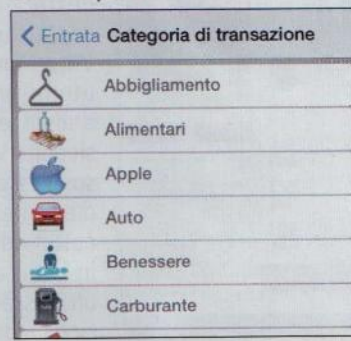 Entrata Categoria di transazione
Abbigliamento
Alimentari
Apple
Auto
Benessere
Carburante